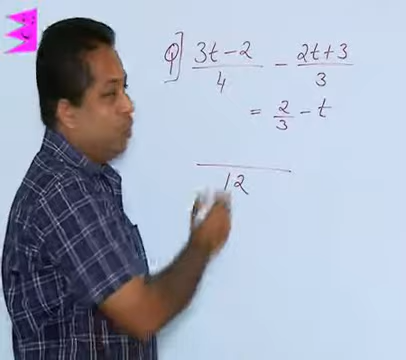 Q] (3t - 2)/4 - (2t + 3)/3
= 2/3 - t
/12